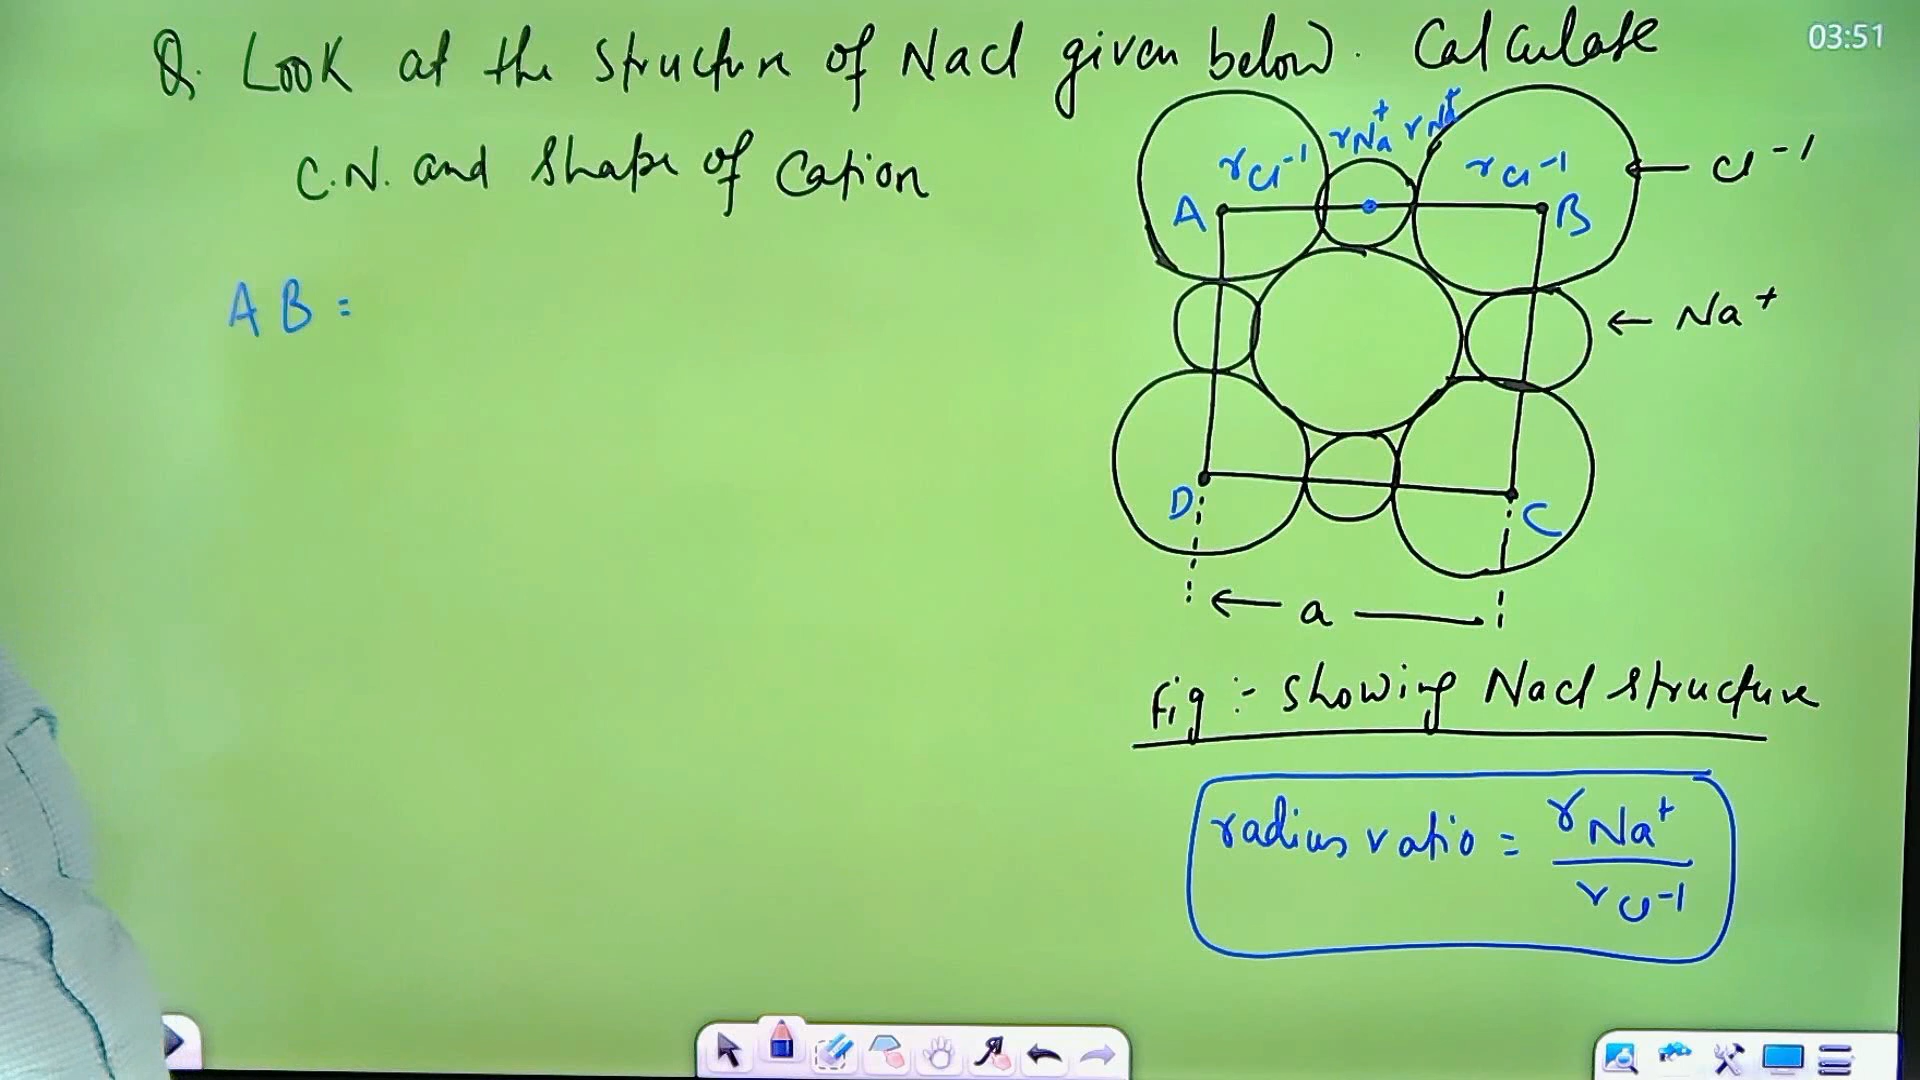 03:51
Q. Look at the structure of NaCl given below. Calculate
C.N. and shape of Cation
rCl⁻¹ rNa⁺ rNa⁺ rCl⁻¹
← Cl⁻¹
A B
AB =
← Na⁺
D C
← a —
Fig :- showing NaCl structure
radius ratio = rNa⁺ / rCl⁻¹